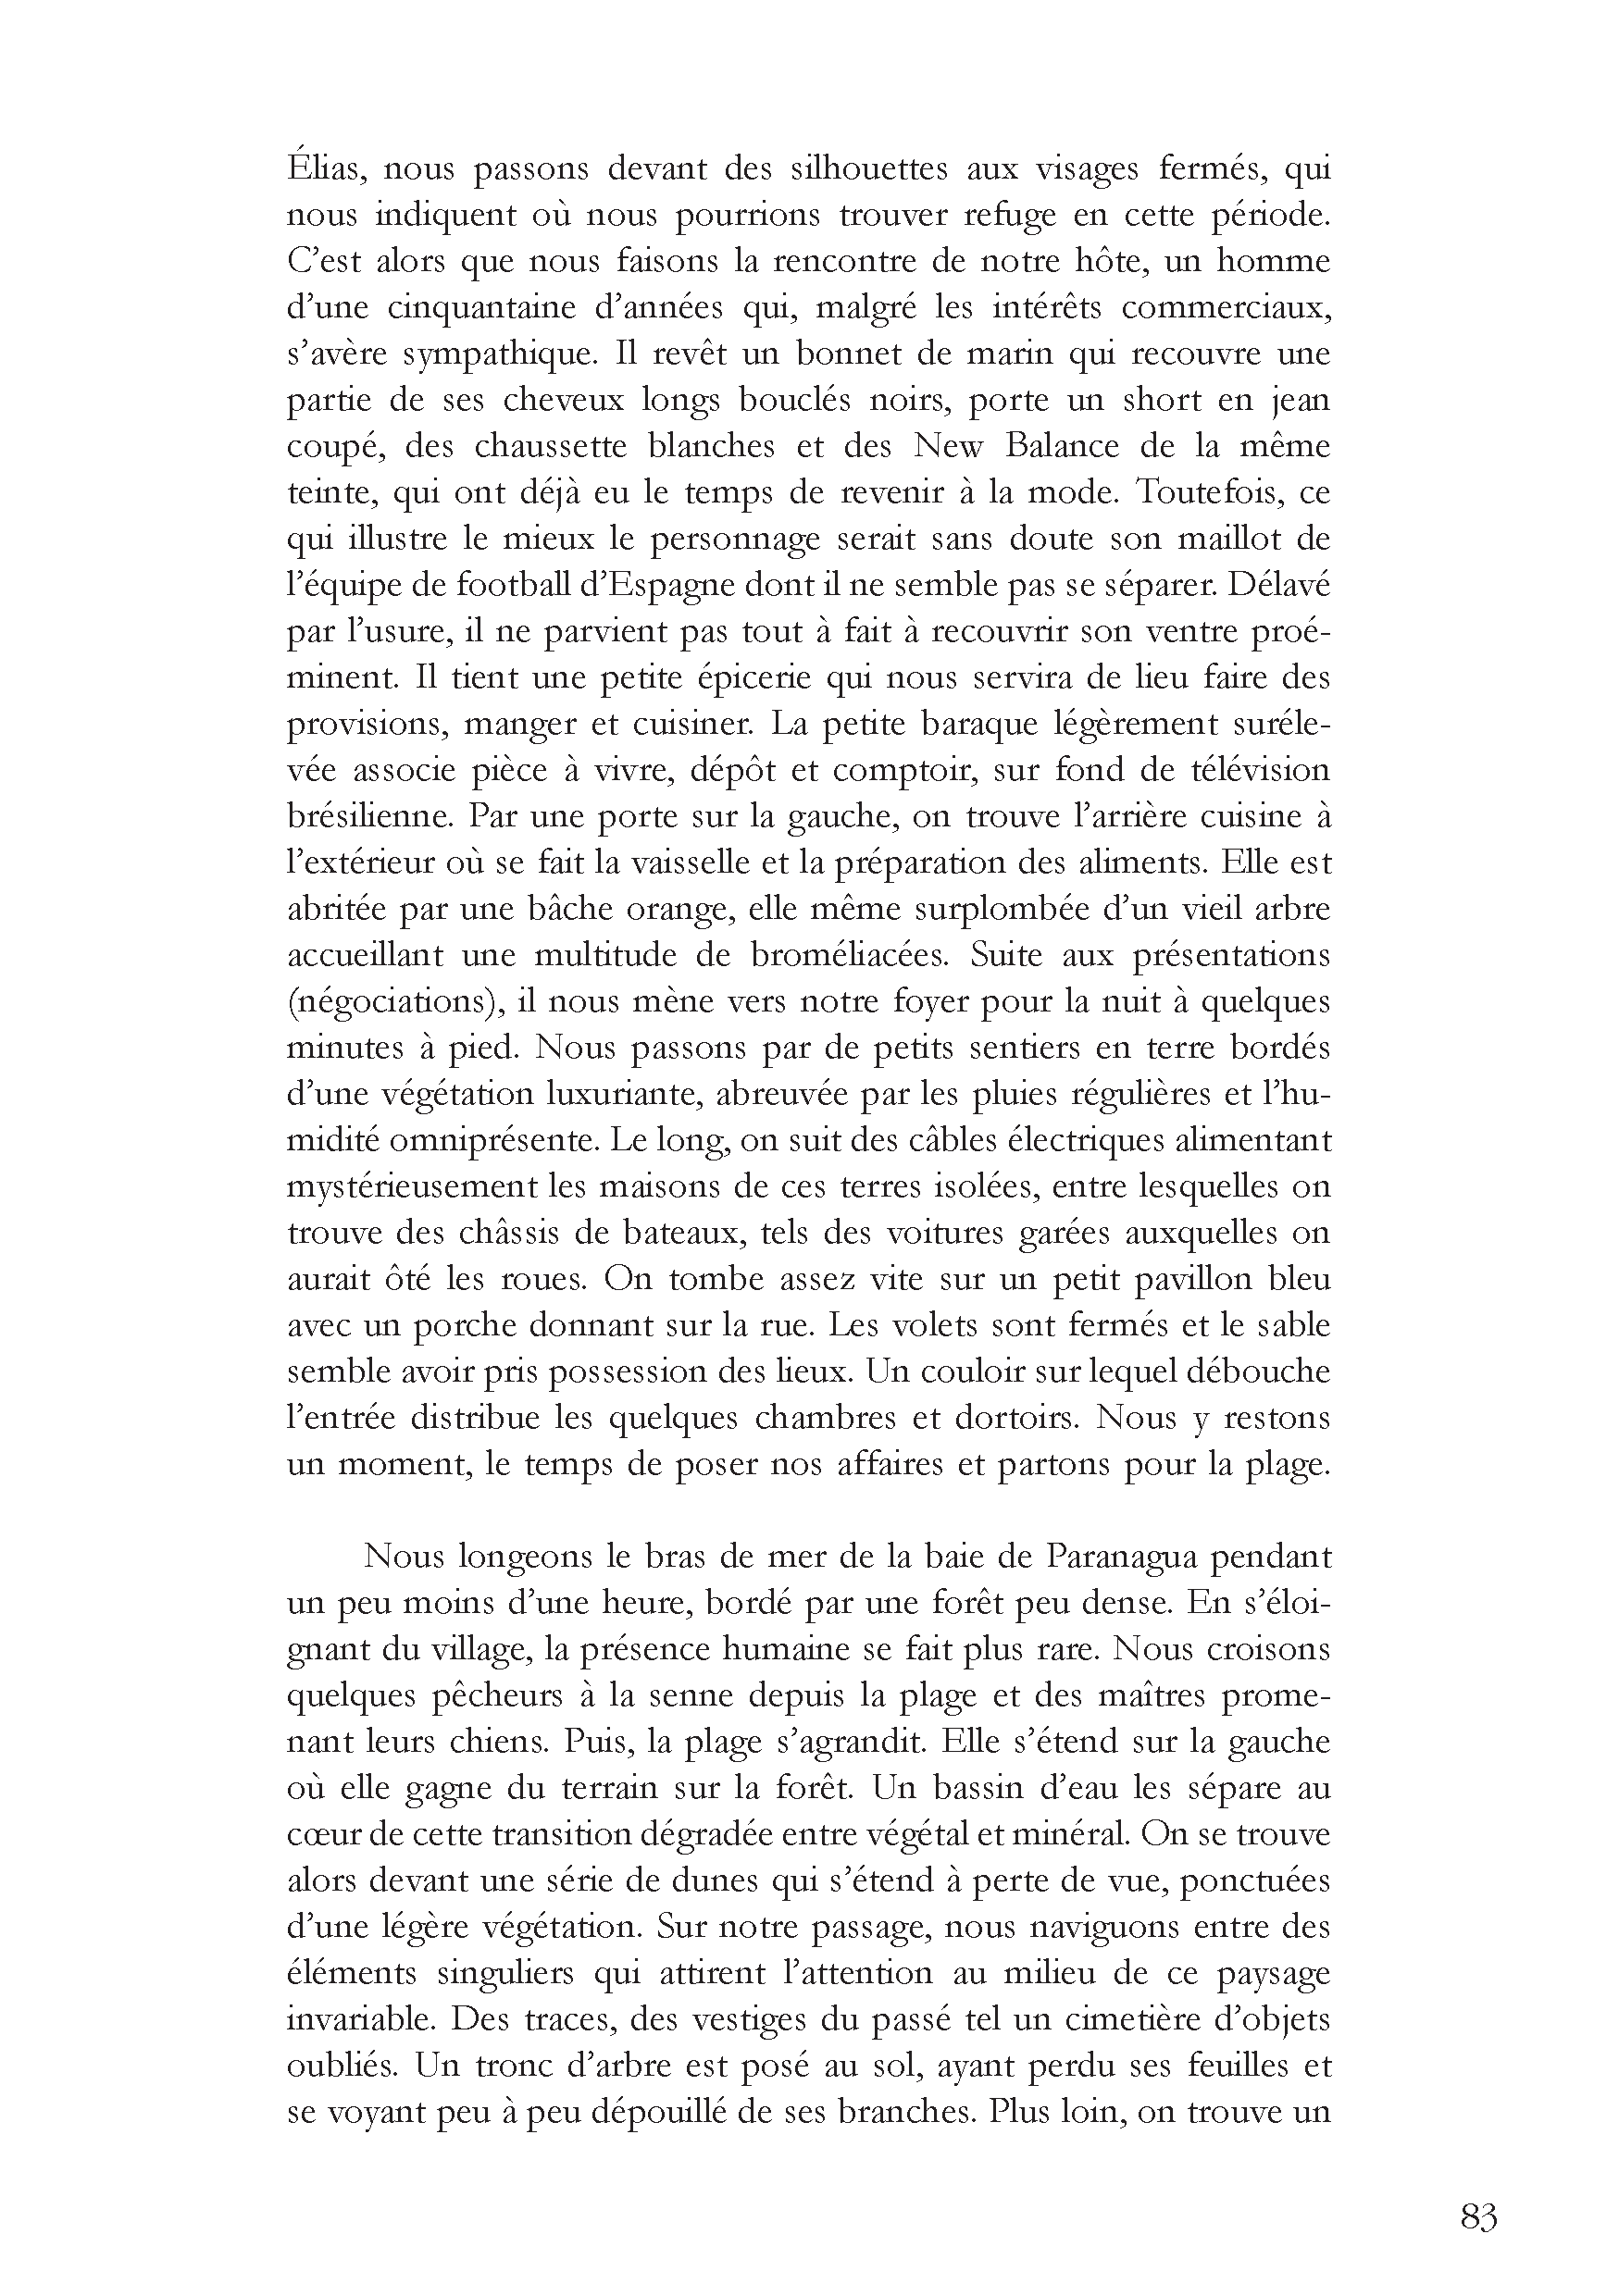 Élias, nous passons devant des silhouettes aux visages fermés, qui
nous indiquent où nous pourrions trouver refuge en cette période.
C’est alors que nous faisons la rencontre de notre hôte, un homme
d’une cinquantaine d’années qui, malgré les intérêts commerciaux,
s’avère sympathique. Il revêt un bonnet de marin qui recouvre une
partie de ses cheveux longs bouclés noirs, porte un short en jean
coupé, des chaussette blanches et des New Balance de la même
teinte, qui ont déjà eu le temps de revenir à la mode. Toutefois, ce
qui illustre le mieux le personnage serait sans doute son maillot de
l’équipe de football d’Espagne dont il ne semble pas se séparer. Délavé
par l’usure, il ne parvient pas tout à fait à recouvrir son ventre proé-
minent. Il tient une petite épicerie qui nous servira de lieu faire des
provisions, manger et cuisiner. La petite baraque légèrement suréle-
vée associe pièce à vivre, dépôt et comptoir, sur fond de télévision
brésilienne. Par une porte sur la gauche, on trouve l’arrière cuisine à
l’extérieur où se fait la vaisselle et la préparation des aliments. Elle est
abritée par une bâche orange, elle même surplombée d’un vieil arbre
accueillant une multitude de broméliacées. Suite aux présentations
(négociations), il nous mène vers notre foyer pour la nuit à quelques
minutes à pied. Nous passons par de petits sentiers en terre bordés
d’une végétation luxuriante, abreuvée par les pluies régulières et l’hu-
midité omniprésente. Le long, on suit des câbles électriques alimentant
mystérieusement les maisons de ces terres isolées, entre lesquelles on
trouve des châssis de bateaux, tels des voitures garées auxquelles on
aurait ôté les roues. On tombe assez vite sur un petit pavillon bleu
avec un porche donnant sur la rue. Les volets sont fermés et le sable
semble avoir pris possession des lieux. Un couloir sur lequel débouche
l’entrée distribue les quelques chambres et dortoirs. Nous y restons
un moment, le temps de poser nos affaires et partons pour la plage.
Nous longeons le bras de mer de la baie de Paranagua pendant
un peu moins d’une heure, bordé par une forêt peu dense. En s’éloi-
gnant du village, la présence humaine se fait plus rare. Nous croisons
quelques pêcheurs à la senne depuis la plage et des maîtres prome-
nant leurs chiens. Puis, la plage s’agrandit. Elle s’étend sur la gauche
où elle gagne du terrain sur la forêt. Un bassin d’eau les sépare au
cœur de cette transition dégradée entre végétal et minéral. On se trouve
alors devant une série de dunes qui s’étend à perte de vue, ponctuées
d’une légère végétation. Sur notre passage, nous naviguons entre des
éléments singuliers qui attirent l’attention au milieu de ce paysage
invariable. Des traces, des vestiges du passé tel un cimetière d’objets
oubliés. Un tronc d’arbre est posé au sol, ayant perdu ses feuilles et
se voyant peu à peu dépouillé de ses branches. Plus loin, on trouve un
83